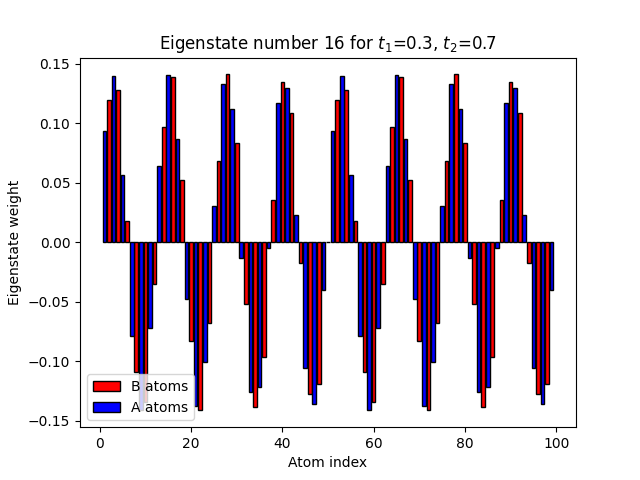 Eigenstate number 16 for t₁=0.3, t₂=0.7
Eigenstate weight
0.15
0.10
0.05
0.00
−0.05
−0.10
−0.15
B atoms
A atoms
0 20 40 60 80 100
Atom index